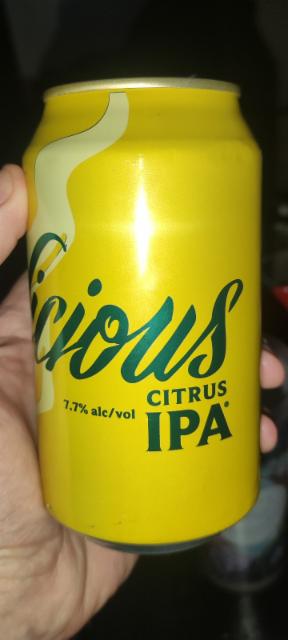 licious
CITRUS
7.7% alc/vol
IPA